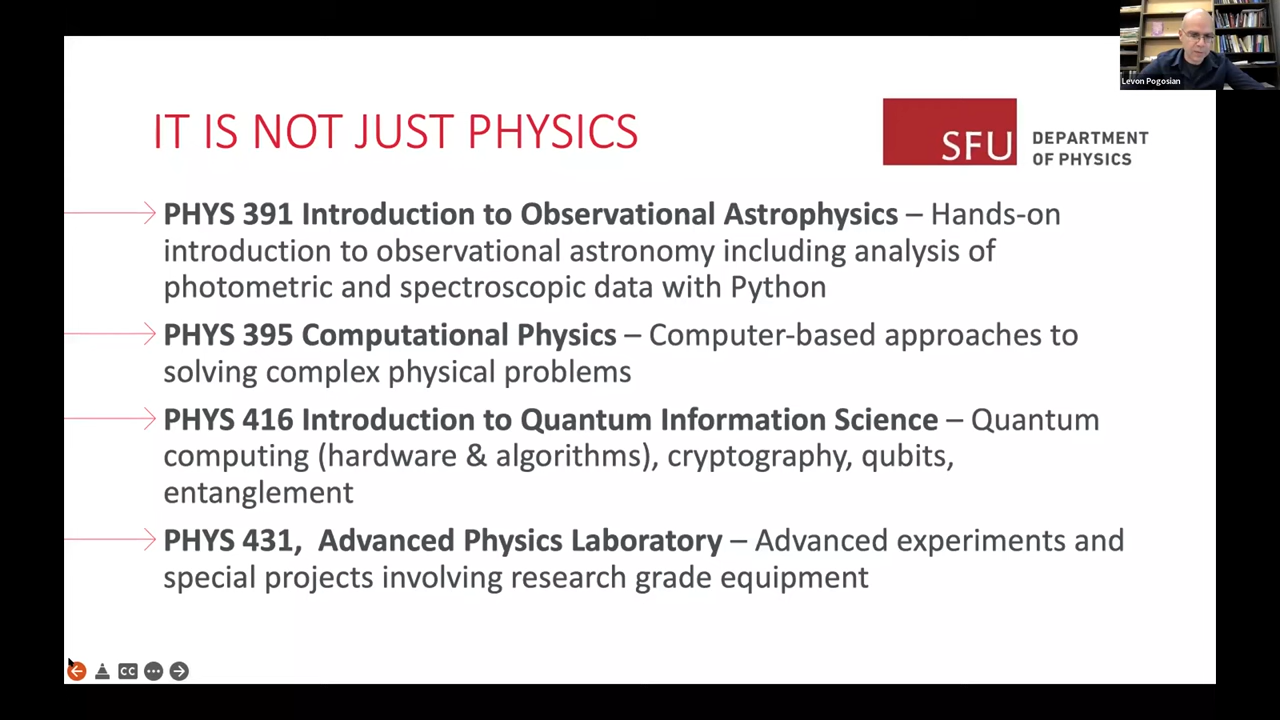 Levon Pogosian
IT IS NOT JUST PHYSICS
SFU
DEPARTMENT
OF PHYSICS
PHYS 391 Introduction to Observational Astrophysics – Hands-on
introduction to observational astronomy including analysis of
photometric and spectroscopic data with Python
PHYS 395 Computational Physics – Computer-based approaches to
solving complex physical problems
PHYS 416 Introduction to Quantum Information Science – Quantum
computing (hardware & algorithms), cryptography, qubits,
entanglement
PHYS 431,  Advanced Physics Laboratory – Advanced experiments and
special projects involving research grade equipment
CC